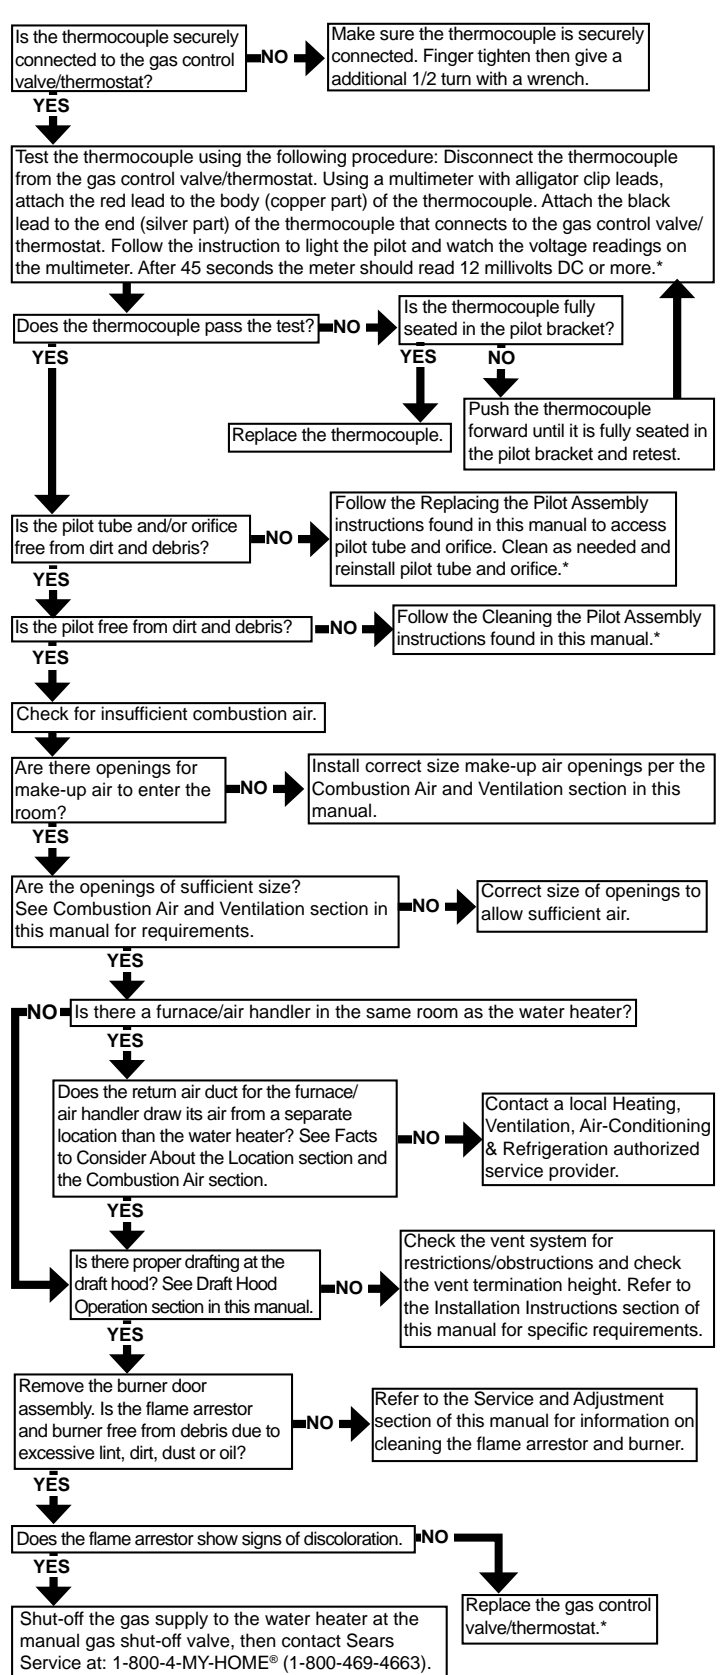 Is the thermocouple securely
connected to the gas control
valve/thermostat?
NO
Make sure the thermocouple is securely
connected. Finger tighten then give a
additional 1/2 turn with a wrench.
YES
Test the thermocouple using the following procedure: Disconnect the thermocouple
from the gas control valve/thermostat. Using a multimeter with alligator clip leads,
attach the red lead to the body (copper part) of the thermocouple. Attach the black
lead to the end (silver part) of the thermocouple that connects to the gas control valve/
thermostat. Follow the instruction to light the pilot and watch the voltage readings on
the multimeter. After 45 seconds the meter should read 12 millivolts DC or more.*
Does the thermocouple pass the test?
NO
Is the thermocouple fully
seated in the pilot bracket?
YES
YES
NO
Replace the thermocouple.
Push the thermocouple
forward until it is fully seated in
the pilot bracket and retest.
Is the pilot tube and/or orifice
free from dirt and debris?
NO
Follow the Replacing the Pilot Assembly
instructions found in this manual to access
pilot tube and orifice. Clean as needed and
reinstall pilot tube and orifice.*
YES
Is the pilot free from dirt and debris?
NO
Follow the Cleaning the Pilot Assembly
instructions found in this manual.*
YES
Check for insufficient combustion air.
Are there openings for
make-up air to enter the
room?
NO
Install correct size make-up air openings per the
Combustion Air and Ventilation section in this
manual.
YES
Are the openings of sufficient size?
See Combustion Air and Ventilation section in
this manual for requirements.
NO
Correct size of openings to
allow sufficient air.
YES
NO
Is there a furnace/air handler in the same room as the water heater?
YES
Does the return air duct for the furnace/
air handler draw its air from a separate
location than the water heater? See Facts
to Consider About the Location section and
the Combustion Air section.
NO
Contact a local Heating,
Ventilation, Air-Conditioning
& Refrigeration authorized
service provider.
YES
Is there proper drafting at the
draft hood? See Draft Hood
Operation section in this manual.
NO
Check the vent system for
restrictions/obstructions and check
the vent termination height. Refer to
the Installation Instructions section of
this manual for specific requirements.
YES
Remove the burner door
assembly. Is the flame arrestor
and burner free from debris due to
excessive lint, dirt, dust or oil?
NO
Refer to the Service and Adjustment
section of this manual for information on
cleaning the flame arrestor and burner.
YES
Does the flame arrestor show signs of discoloration.
NO
YES
Replace the gas control
valve/thermostat.*
Shut-off the gas supply to the water heater at the
manual gas shut-off valve, then contact Sears
Service at: 1-800-4-MY-HOME® (1-800-469-4663).